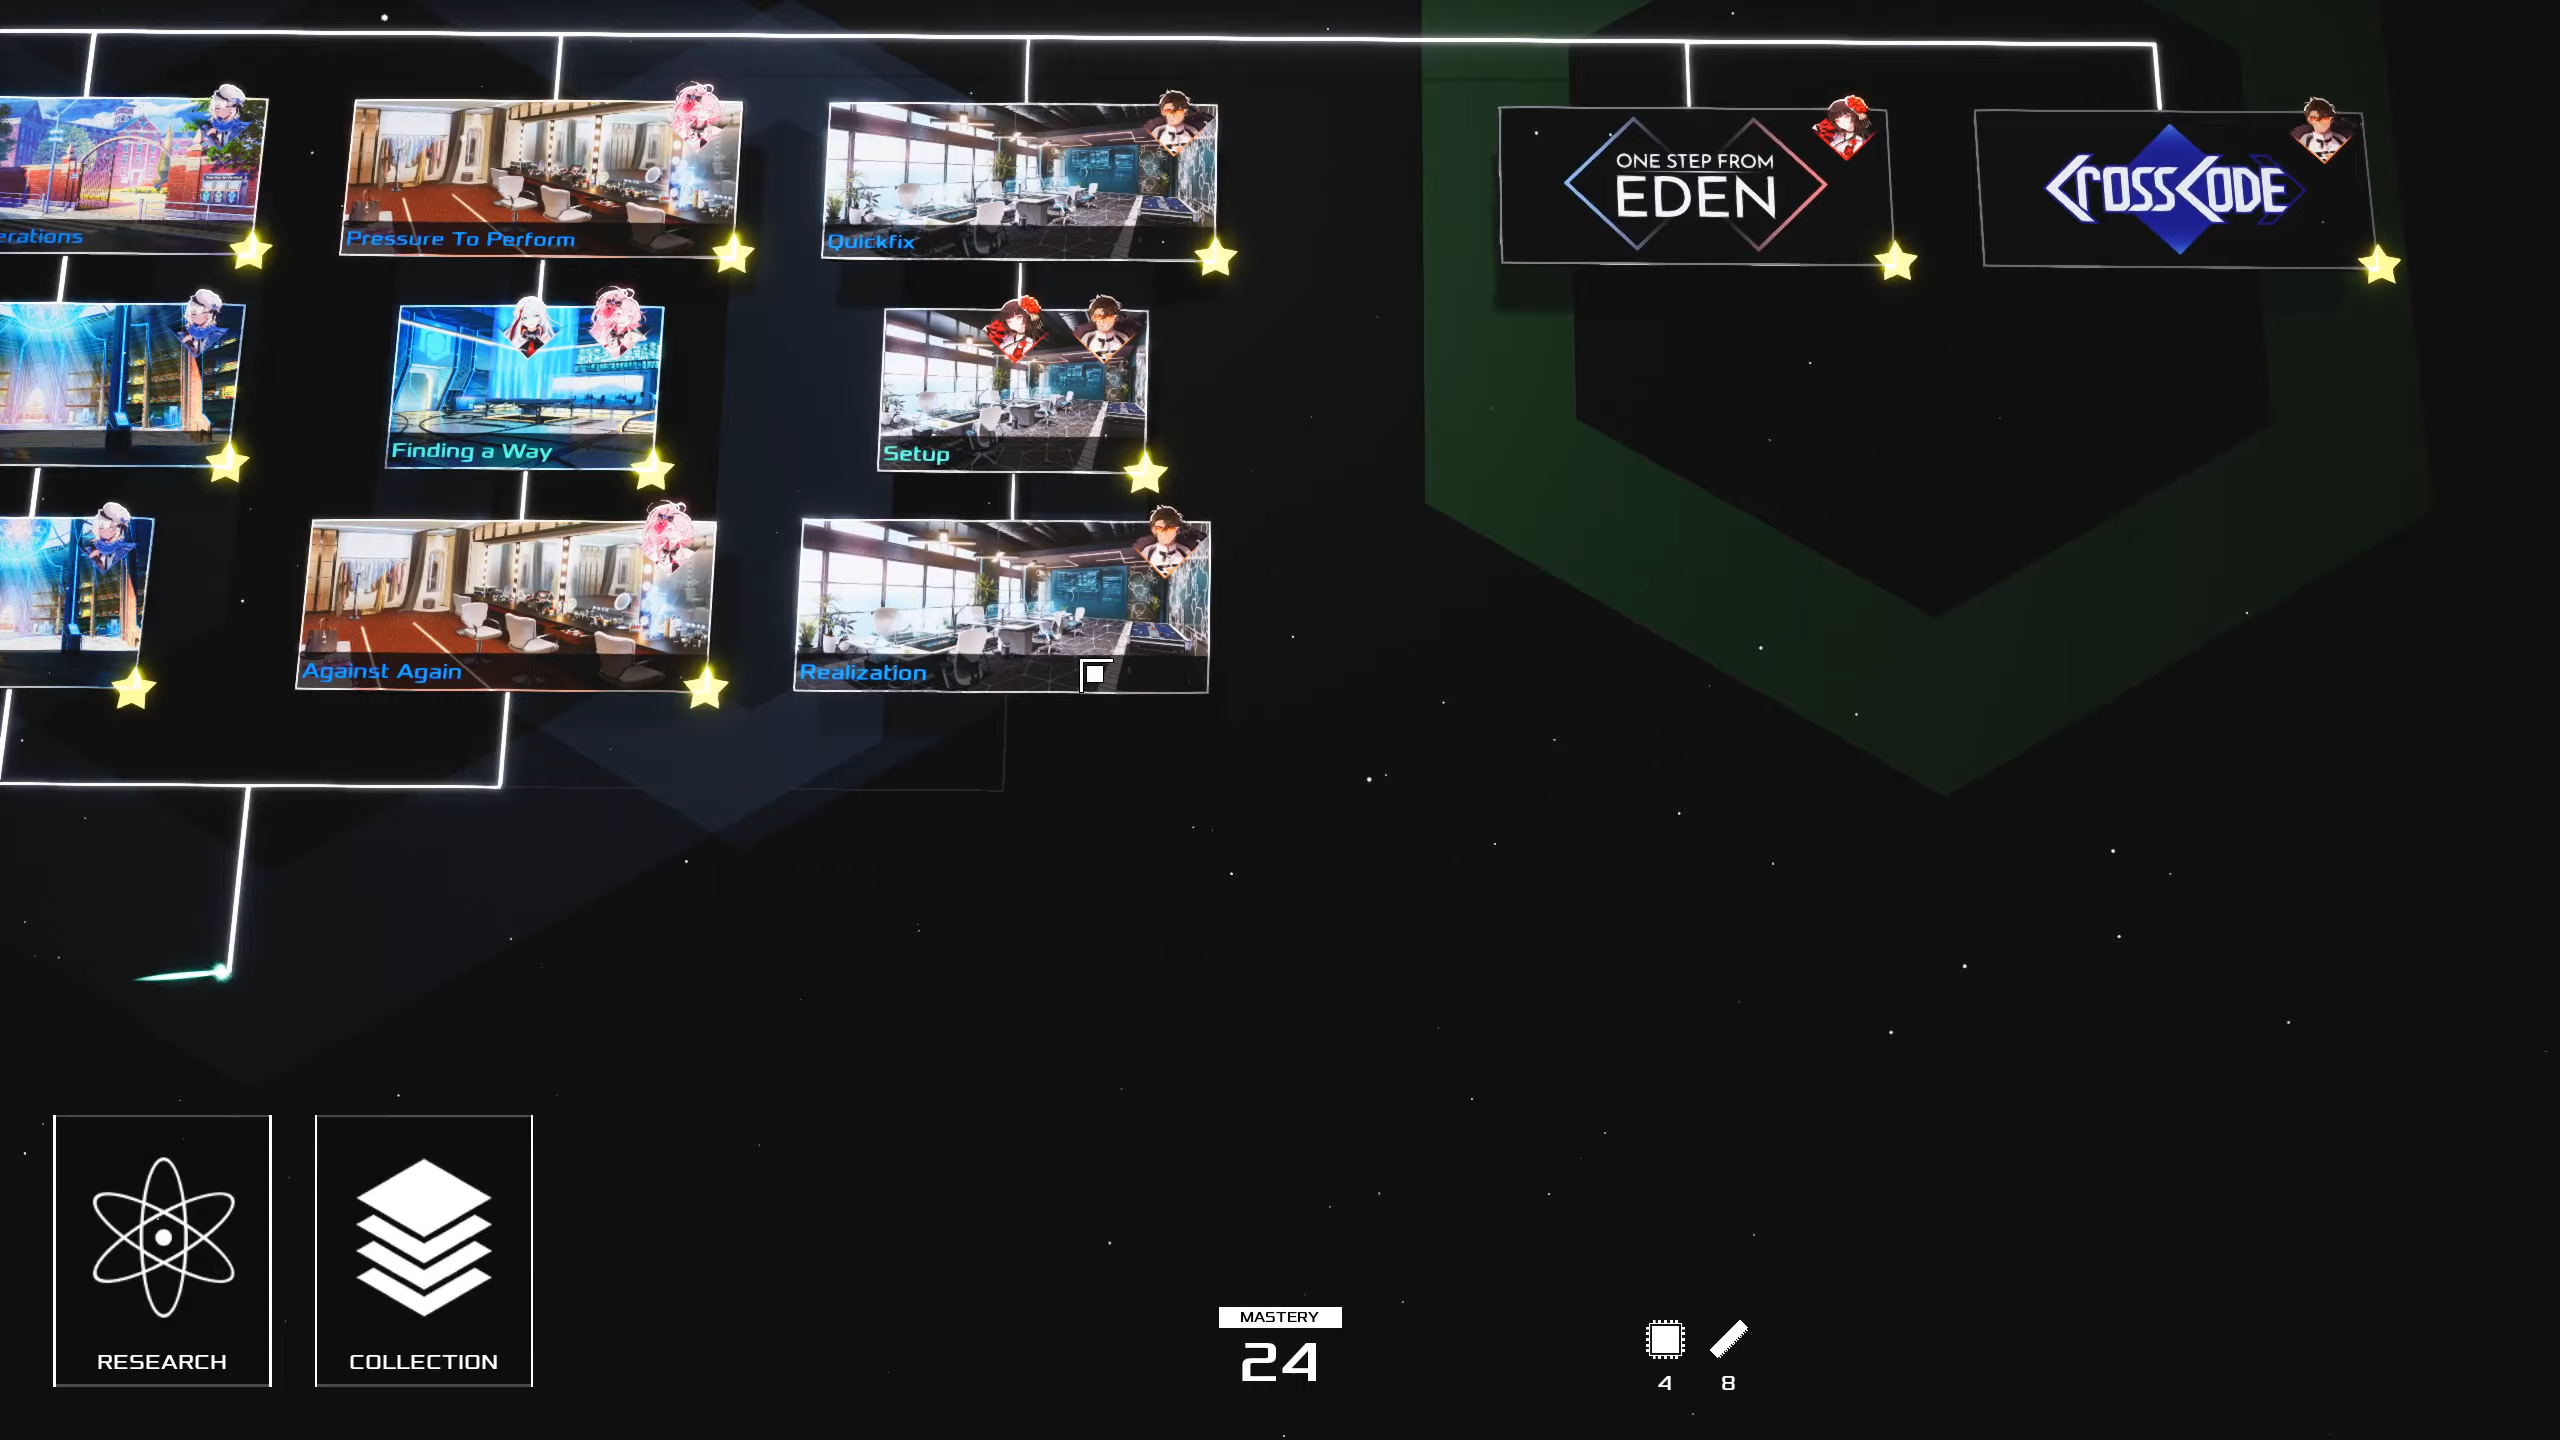 erations
Pressure To Perform
Quickfix
ONE STEP FROM
EDEN
CROSSCODE
Finding a Way
Setup
Against Again
Realization
RESEARCH
COLLECTION
MASTERY
24
4
8